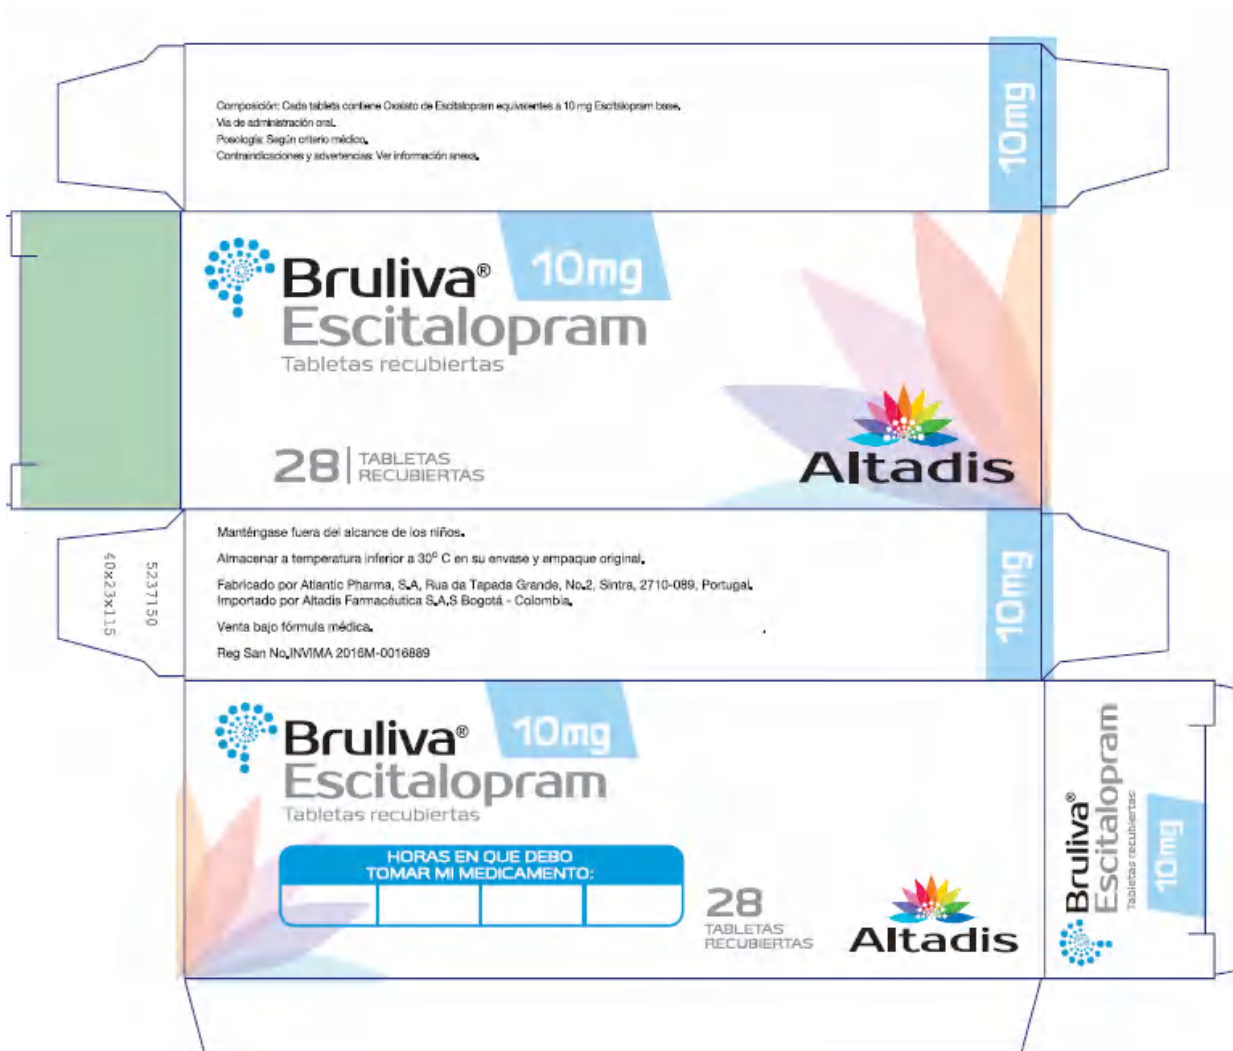 Composición: Cada tableta contiene Oxalato de Escitalopram equivalentes a 10 mg Escitalopram base.
Vía de administración oral.
Posología: Según criterio médico.
Contraindicaciones y advertencias: Ver información anexa.
10mg
Bruliva®
10mg
Escitalopram
Tabletas recubiertas
28 TABLETAS
RECUBIERTAS
Altadis
5237150
40x23x115
Manténgase fuera del alcance de los niños.
Almacenar a temperatura inferior a 30º C en su envase y empaque original.
Fabricado por Atlantic Pharma, S.A, Rua da Tapada Grande, No.2, Sintra, 2710-089, Portugal.
Importado por Altadis Farmacéutica S.A.S Bogotá - Colombia.
Venta bajo fórmula médica.
Reg San No.INVIMA 2016M-0016889
10mg
Bruliva®
10mg
Escitalopram
Tabletas recubiertas
HORAS EN QUE DEBO
TOMAR MI MEDICAMENTO:
28
TABLETAS
RECUBIERTAS
Altadis
Bruliva®
Escitalopram
Tabletas recubiertas
10mg